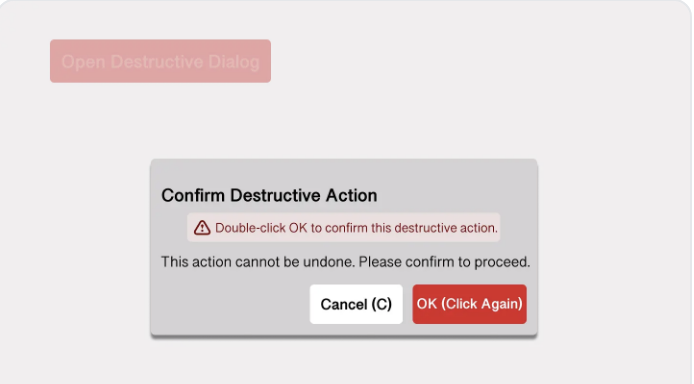 Open Destructive Dialog
Confirm Destructive Action
Double-click OK to confirm this destructive action.
This action cannot be undone. Please confirm to proceed.
Cancel (C)
OK (Click Again)